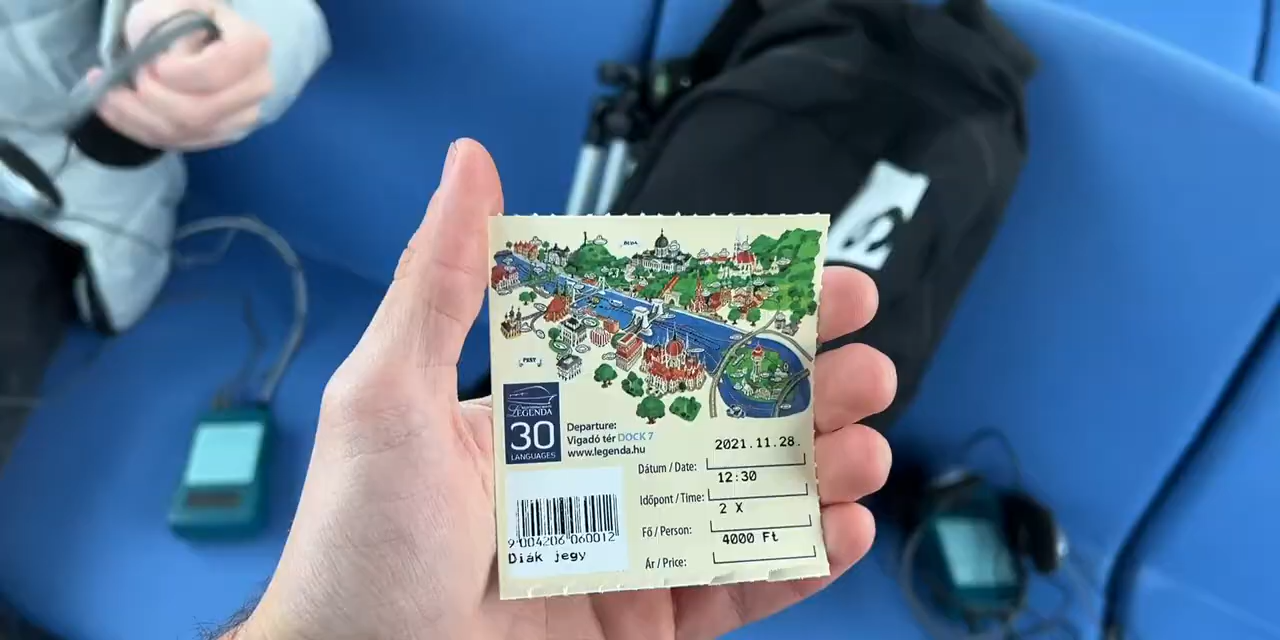 BUDA
PEST
LEGENDA
30
LANGUAGES
Departure:
Vigadó tér DOCK 7
www.legenda.hu
2021.11.28.
Dátum / Date:
12:30
Időpont / Time:
2 X
Fő / Person:
4000 Ft
Ár / Price:
9 004206 060012
Diák jegy